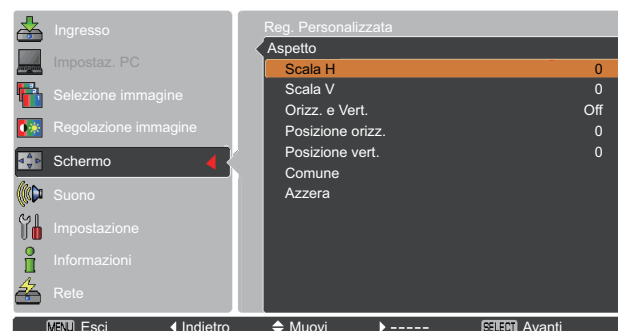 Ingresso
Impostaz. PC
Selezione immagine
Regolazione immagine
Schermo
Suono
Impostazione
Informazioni
Rete
Reg. Personalizzata
Aspetto
Scala H 0
Scala V 0
Orizz. e Vert. Off
Posizione orizz. 0
Posizione vert. 0
Comune
Azzera
MENU Esci Indietro Muovi ----- SELECT Avanti